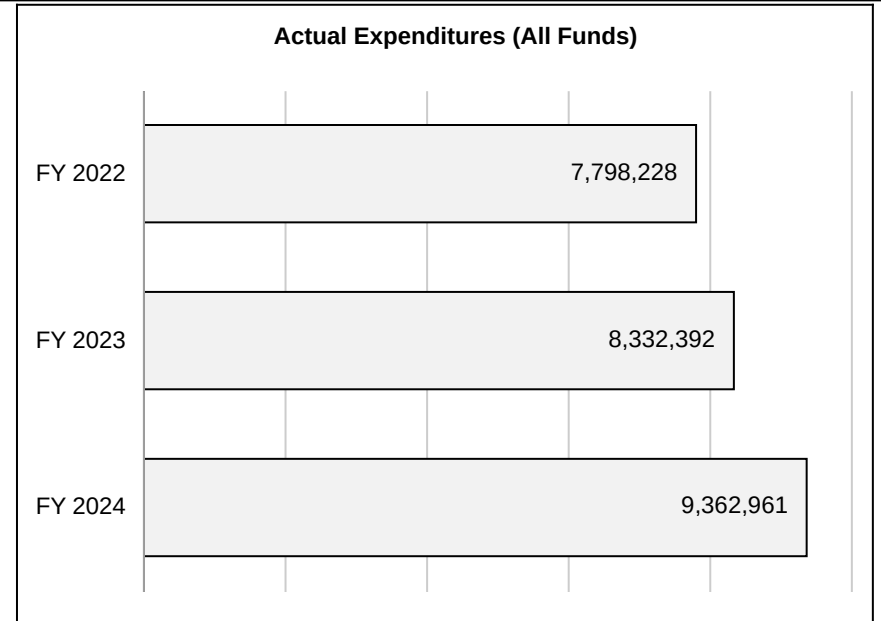 Actual Expenditures (All Funds)
FY 2022 7,798,228
FY 2023 8,332,392
FY 2024 9,362,961